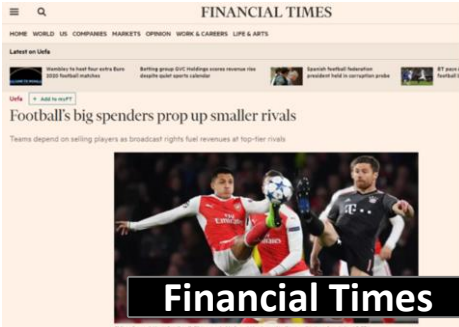 FINANCIAL TIMES
HOME WORLD US COMPANIES MARKETS OPINION WORK & CAREERS LIFE & ARTS
Latest on Uefa
Wembley to host four extra Euro
2020 football matches
Betting group GVC Holdings scores revenue rise
despite quiet sports calendar
Spanish football federation
president held in corruption probe
BT pays
football
Uefa + Add to myFT
Football's big spenders prop up smaller rivals
Teams depend on selling players as broadcast rights fuel revenues at top-tier rivals
Financial Times